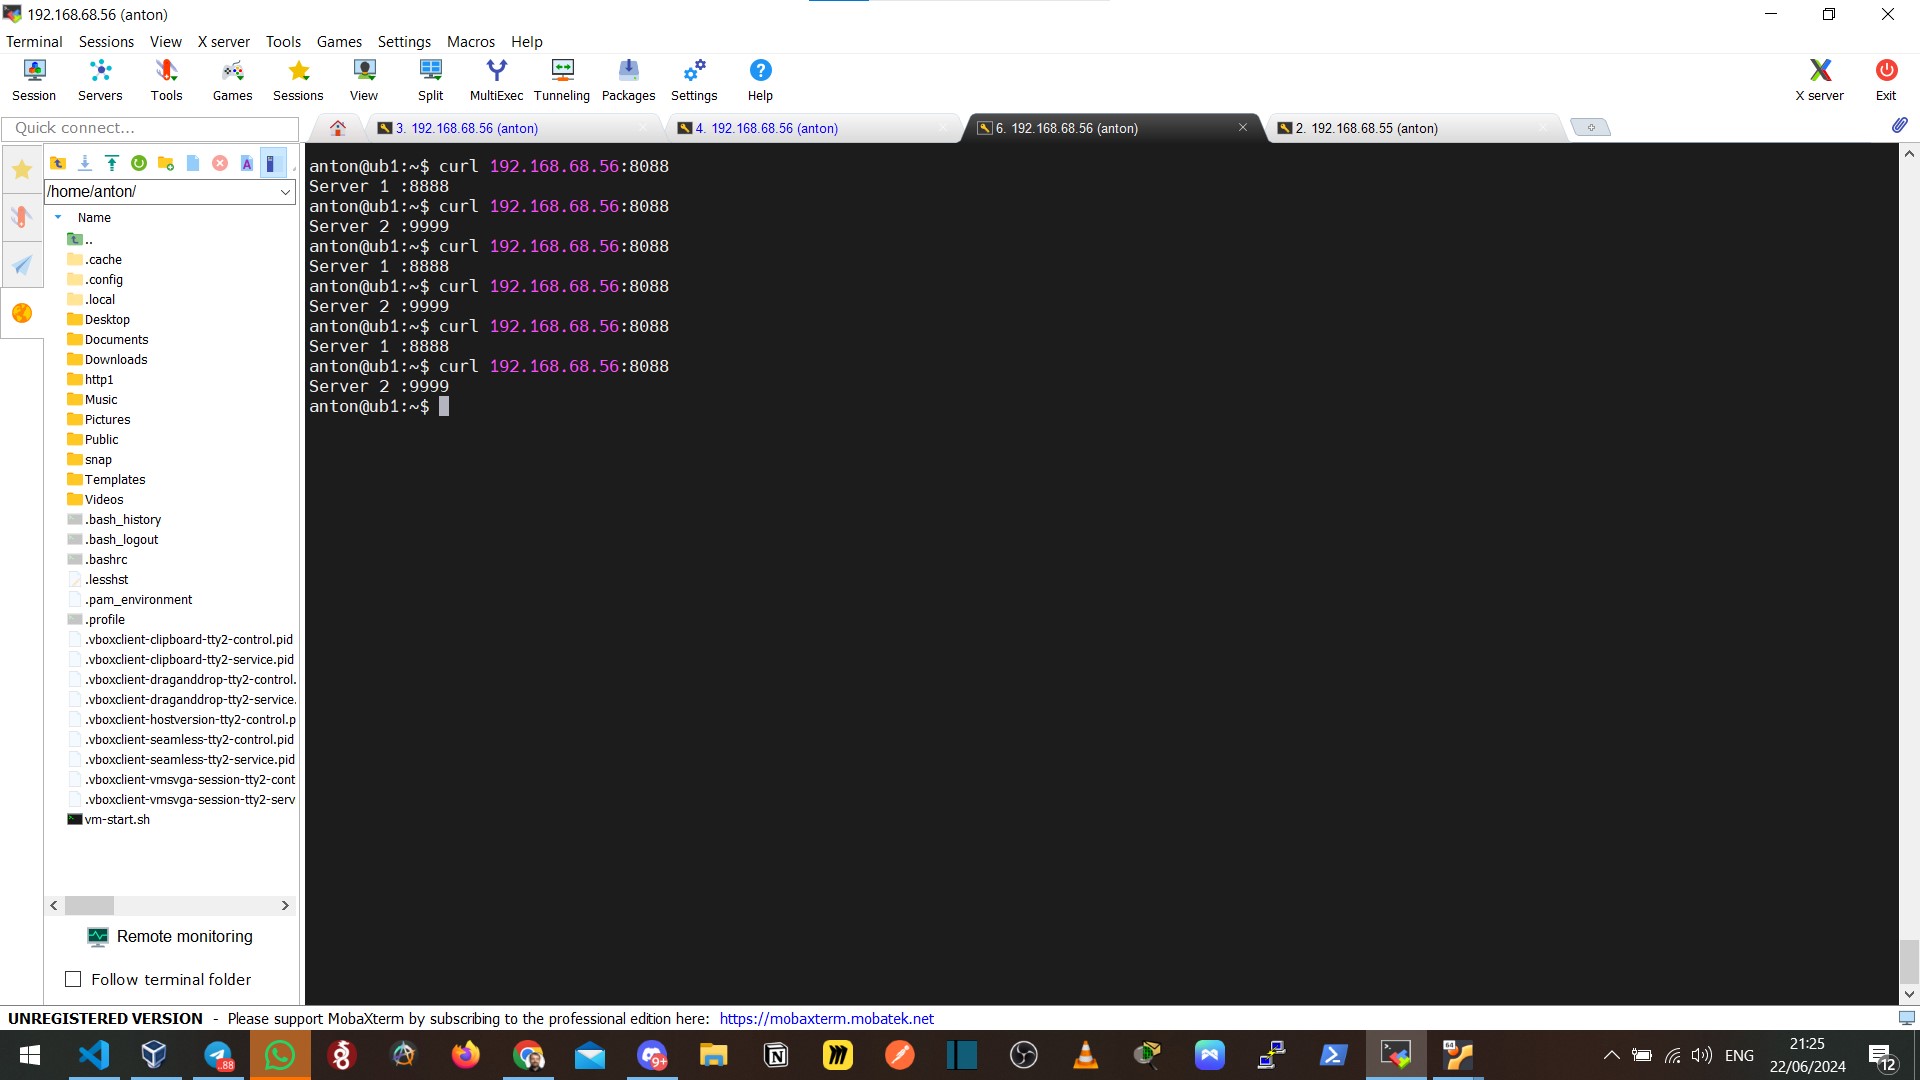 192.168.68.56 (anton)
Terminal Sessions View X server Tools Games Settings Macros Help
Session Servers Tools Games Sessions View Split MultiExec Tunneling Packages Settings Help X server Exit
Quick connect...
3. 192.168.68.56 (anton)
4. 192.168.68.56 (anton)
6. 192.168.68.56 (anton)
2. 192.168.68.55 (anton)
/home/anton/
Name
..
.cache
.config
.local
Desktop
Documents
Downloads
http1
Music
Pictures
Public
snap
Templates
Videos
.bash_history
.bash_logout
.bashrc
.lesshst
.pam_environment
.profile
.vboxclient-clipboard-tty2-control.pid
.vboxclient-clipboard-tty2-service.pid
.vboxclient-draganddrop-tty2-control.
.vboxclient-draganddrop-tty2-service.
.vboxclient-hostversion-tty2-control.p
.vboxclient-seamless-tty2-control.pid
.vboxclient-seamless-tty2-service.pid
.vboxclient-vmsvga-session-tty2-cont
.vboxclient-vmsvga-session-tty2-serv
vm-start.sh
Remote monitoring
Follow terminal folder
anton@ub1:~$ curl 192.168.68.56:8088
Server 1 :8888
anton@ub1:~$ curl 192.168.68.56:8088
Server 2 :9999
anton@ub1:~$ curl 192.168.68.56:8088
Server 1 :8888
anton@ub1:~$ curl 192.168.68.56:8088
Server 2 :9999
anton@ub1:~$ curl 192.168.68.56:8088
Server 1 :8888
anton@ub1:~$ curl 192.168.68.56:8088
Server 2 :9999
anton@ub1:~$
UNREGISTERED VERSION - Please support MobaXterm by subscribing to the professional edition here: https://mobaxterm.mobatek.net
ENG
21:25
22/06/2024
12